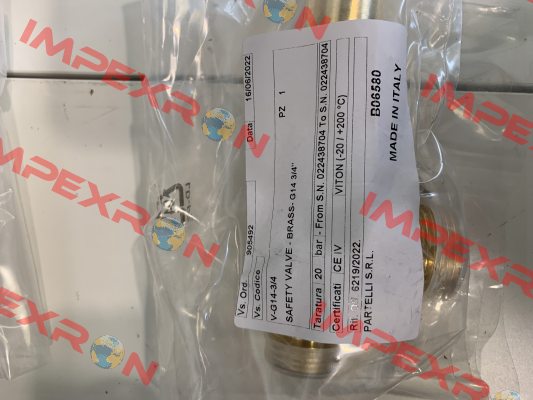 Vs. Ord 905492 Data 16/06/2022
Vs. Codice
V-G14-3/4 PZ 1
SAFETY VALVE - BRASS- G14 3/4"
Taratura 20 bar - From S.N. 022438704 To S.N. 022438704
Certificati CE IV VITON (-20 / +200 °C)
6219/2022.
PARTELLI S.R.L.
B06580
MADE IN ITALY
IMPEXRON
IMPEXRON
IMPEXRON
IMPEXRON